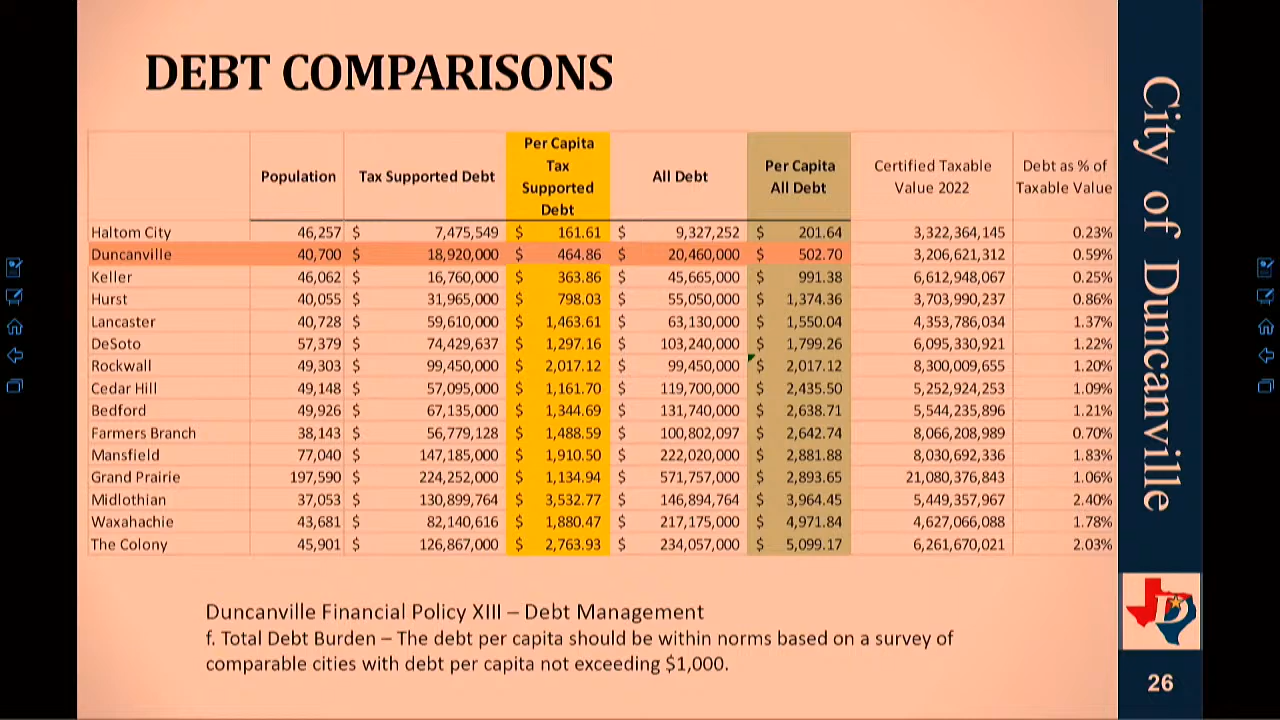 DEBT COMPARISONS
Population Tax Supported Debt Per Capita Tax Supported Debt All Debt Per Capita All Debt Certified Taxable Value 2022 Debt as % of Taxable Value
Haltom City 46,257 $ 7,475,549 $ 161.61 $ 9,327,252 $ 201.64 3,322,364,145 0.23%
Duncanville 40,700 $ 18,920,000 $ 464.86 $ 20,460,000 $ 502.70 3,206,621,312 0.59%
Keller 46,062 $ 16,760,000 $ 363.86 $ 45,665,000 $ 991.38 6,612,948,067 0.25%
Hurst 40,055 $ 31,965,000 $ 798.03 $ 55,050,000 $ 1,374.36 3,703,990,237 0.86%
Lancaster 40,728 $ 59,610,000 $ 1,463.61 $ 63,130,000 $ 1,550.04 4,353,786,034 1.37%
DeSoto 57,379 $ 74,429,637 $ 1,297.16 $ 103,240,000 $ 1,799.26 6,095,330,921 1.22%
Rockwall 49,303 $ 99,450,000 $ 2,017.12 $ 99,450,000 $ 2,017.12 8,300,009,655 1.20%
Cedar Hill 49,148 $ 57,095,000 $ 1,161.70 $ 119,700,000 $ 2,435.50 5,252,924,253 1.09%
Bedford 49,926 $ 67,135,000 $ 1,344.69 $ 131,740,000 $ 2,638.71 5,544,235,896 1.21%
Farmers Branch 38,143 $ 56,779,128 $ 1,488.59 $ 100,802,097 $ 2,642.74 8,066,208,989 0.70%
Mansfield 77,040 $ 147,185,000 $ 1,910.50 $ 222,020,000 $ 2,881.88 8,030,692,336 1.83%
Grand Prairie 197,590 $ 224,252,000 $ 1,134.94 $ 571,757,000 $ 2,893.65 21,080,376,843 1.06%
Midlothian 37,053 $ 130,899,764 $ 3,532.77 $ 146,894,764 $ 3,964.45 5,449,357,967 2.40%
Waxahachie 43,681 $ 82,140,616 $ 1,880.47 $ 217,175,000 $ 4,971.84 4,627,066,088 1.78%
The Colony 45,901 $ 126,867,000 $ 2,763.93 $ 234,057,000 $ 5,099.17 6,261,670,021 2.03%
Duncanville Financial Policy XIII – Debt Management
f. Total Debt Burden – The debt per capita should be within norms based on a survey of
comparable cities with debt per capita not exceeding $1,000.
City of Duncanville
D
26